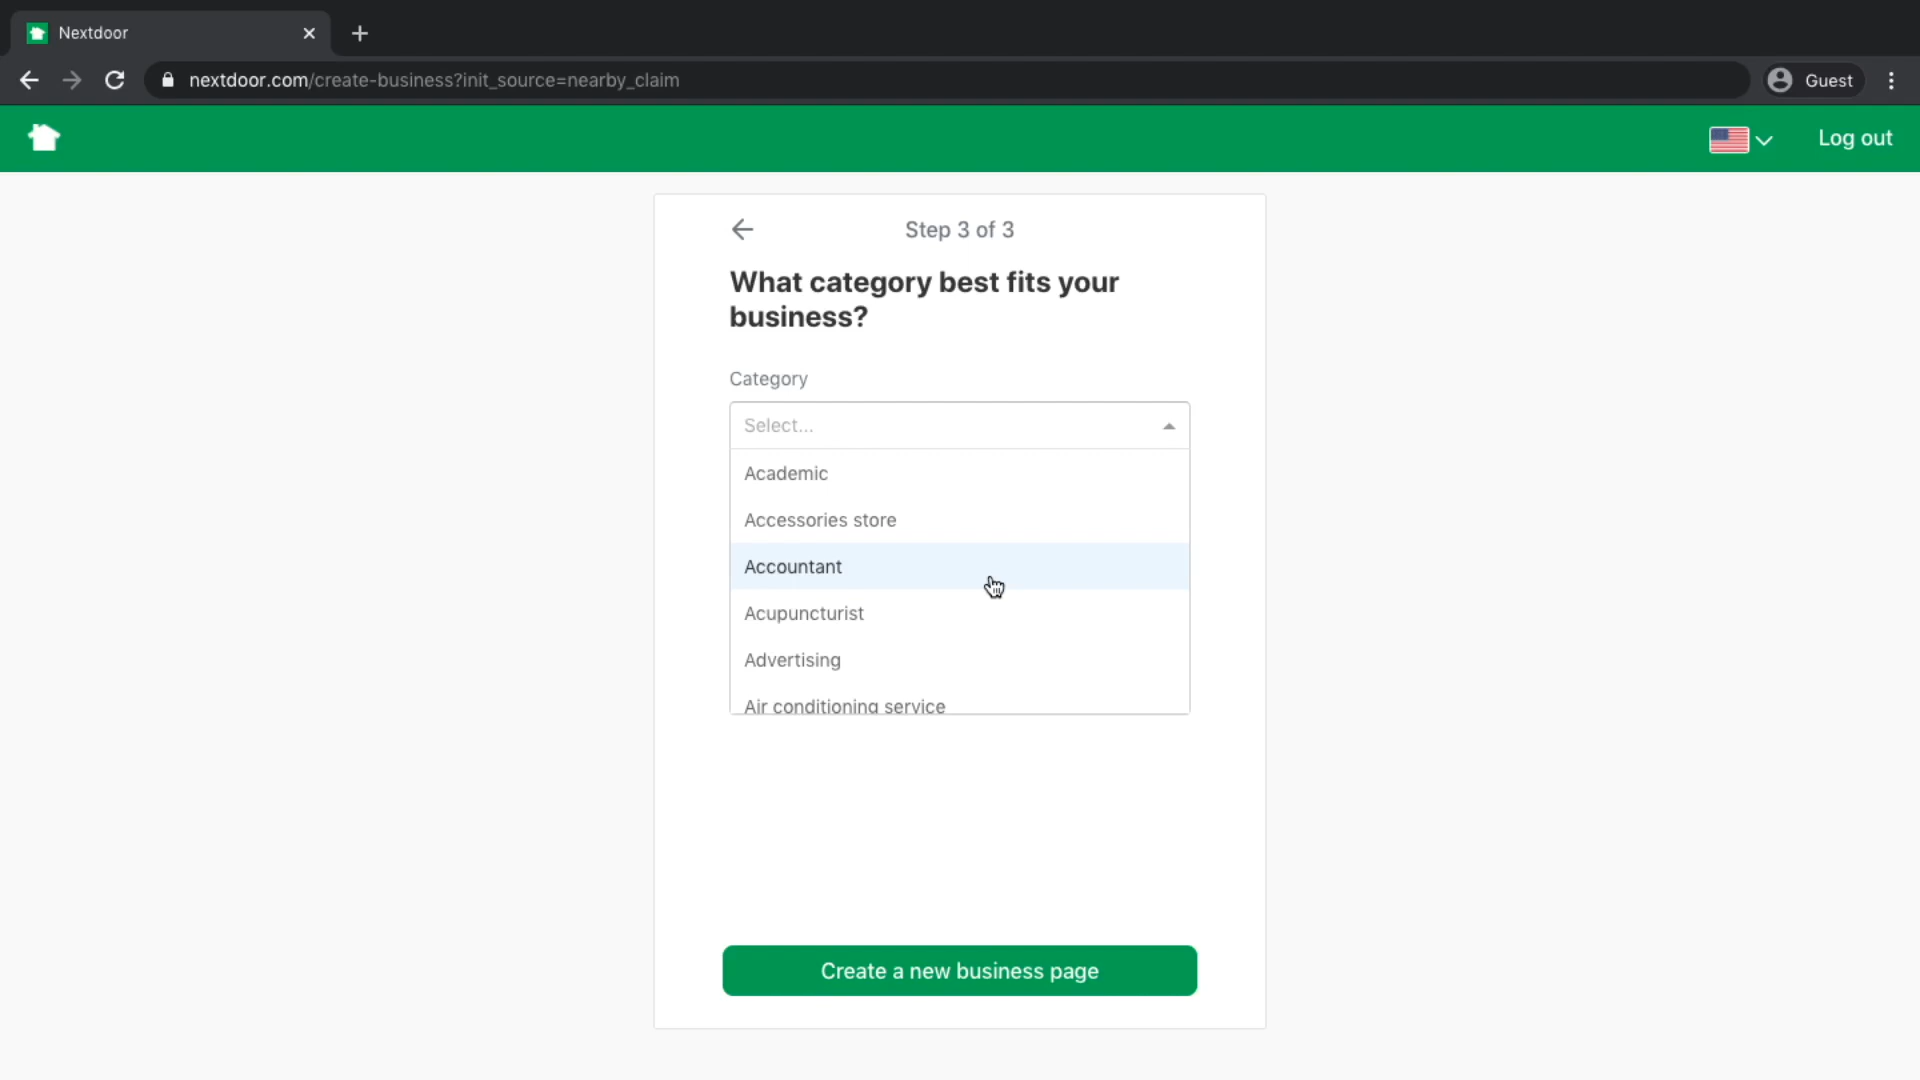 Nextdoor
nextdoor.com/create-business?init_source=nearby_claim
Guest
Log out
Step 3 of 3
What category best fits your
business?
Category
Select...
Academic
Accessories store
Accountant
Acupuncturist
Advertising
Air conditioning service
Create a new business page